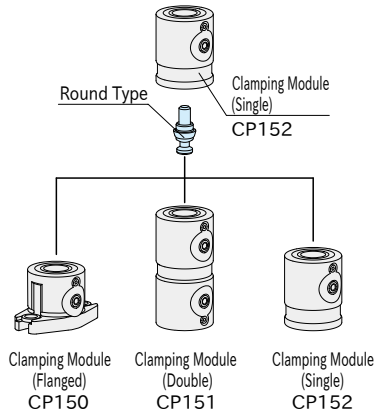 Clamping Module
(Single)
CP152
Round Type
Clamping Module
(Flanged)
CP150
Clamping Module
(Double)
CP151
Clamping Module
(Single)
CP152